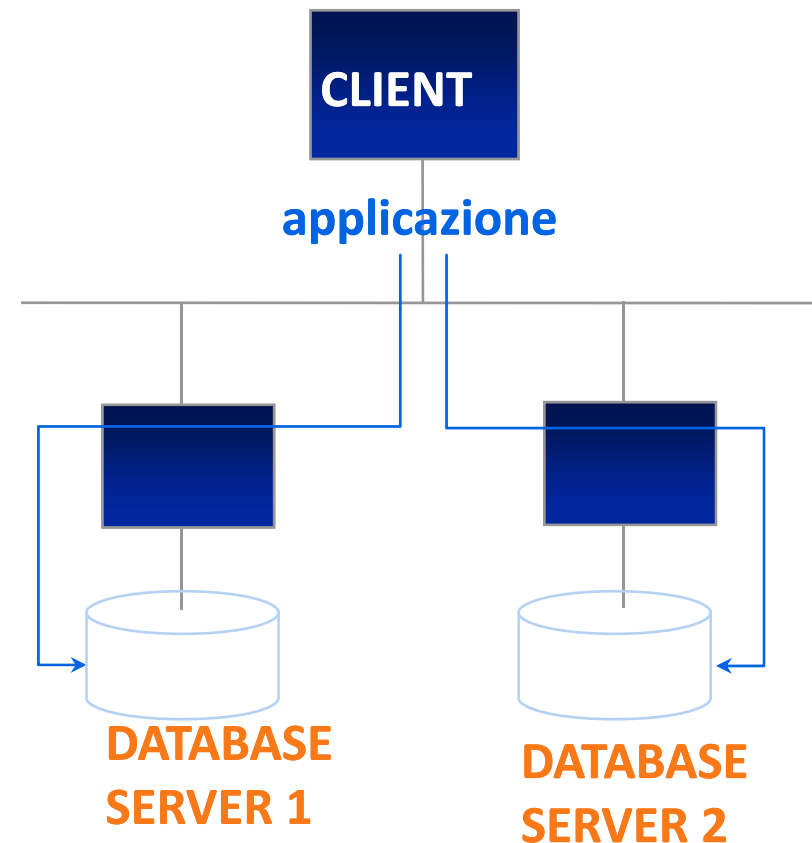 CLIENT
applicazione
DATABASE
SERVER 1
DATABASE
SERVER 2